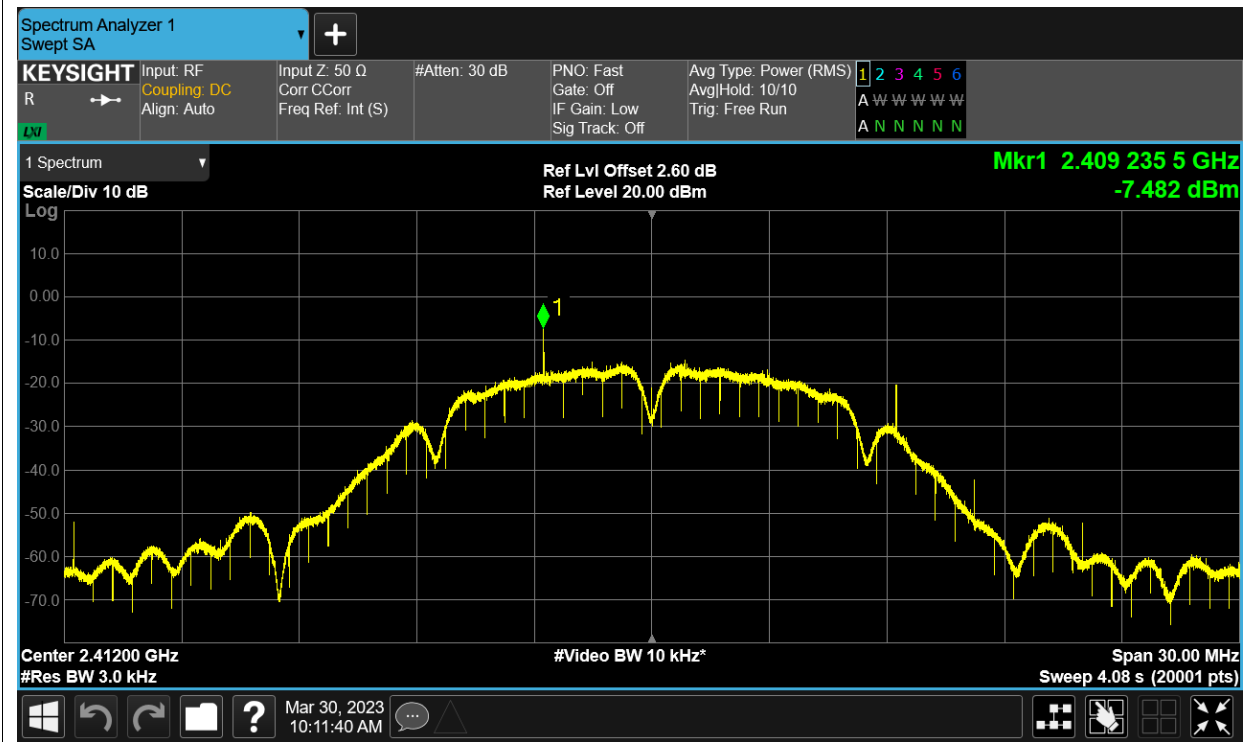 Spectrum Analyzer 1
Swept SA
KEYSIGHT
R
LXI
Input: RF
Coupling: DC
Align: Auto
Input Z: 50 Ω
Corr CCorr
Freq Ref: Int (S)
#Atten: 30 dB
PNO: Fast
Gate: Off
IF Gain: Low
Sig Track: Off
Avg Type: Power (RMS)
Avg|Hold: 10/10
Trig: Free Run
1 2 3 4 5 6
A W W W W W
A N N N N N
1 Spectrum
Scale/Div 10 dB
Log
Ref Lvl Offset 2.60 dB
Ref Level 20.00 dBm
Mkr1 2.409 235 5 GHz
-7.482 dBm
10.0
0.00
-10.0
-20.0
-30.0
-40.0
-50.0
-60.0
-70.0
1
Center 2.41200 GHz
#Res BW 3.0 kHz
#Video BW 10 kHz*
Span 30.00 MHz
Sweep 4.08 s (20001 pts)
?
Mar 30, 2023
10:11:40 AM